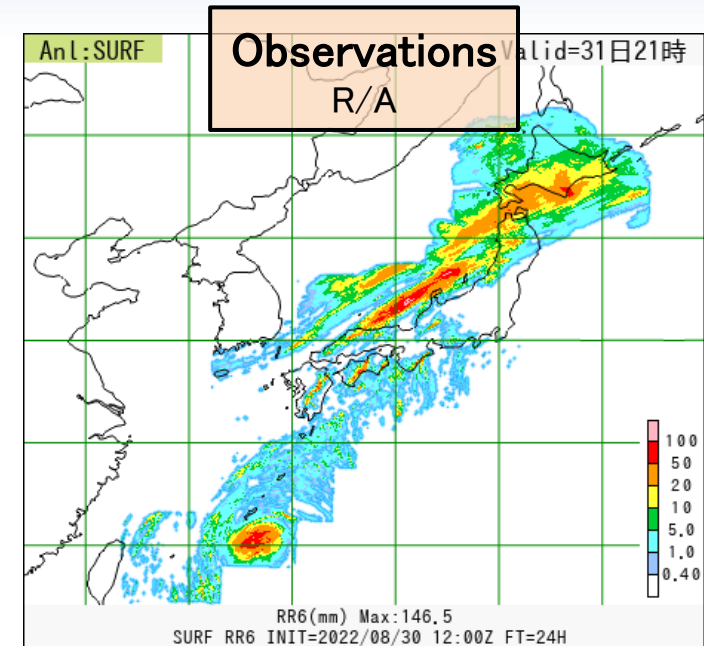 Anl:SURF
Observations
R/A
Valid=31日21時
100
50
20
10
5.0
1.0
0.40
RR6(mm) Max:146.5
SURF RR6 INIT=2022/08/30 12:00Z FT=24H